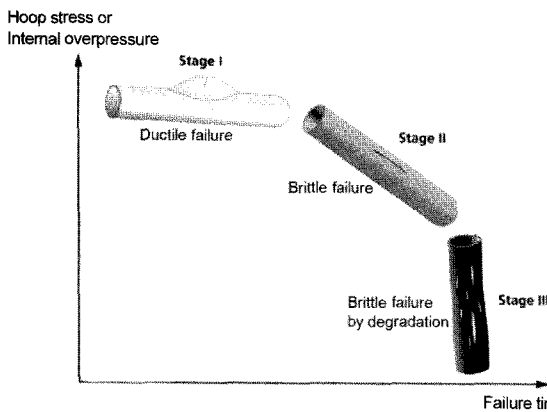 Hoop stress or
Internal overpressure
Stage I
Ductile failure
Stage II
Brittle failure
Brittle failure
by degradation
Stage III
Failure tin